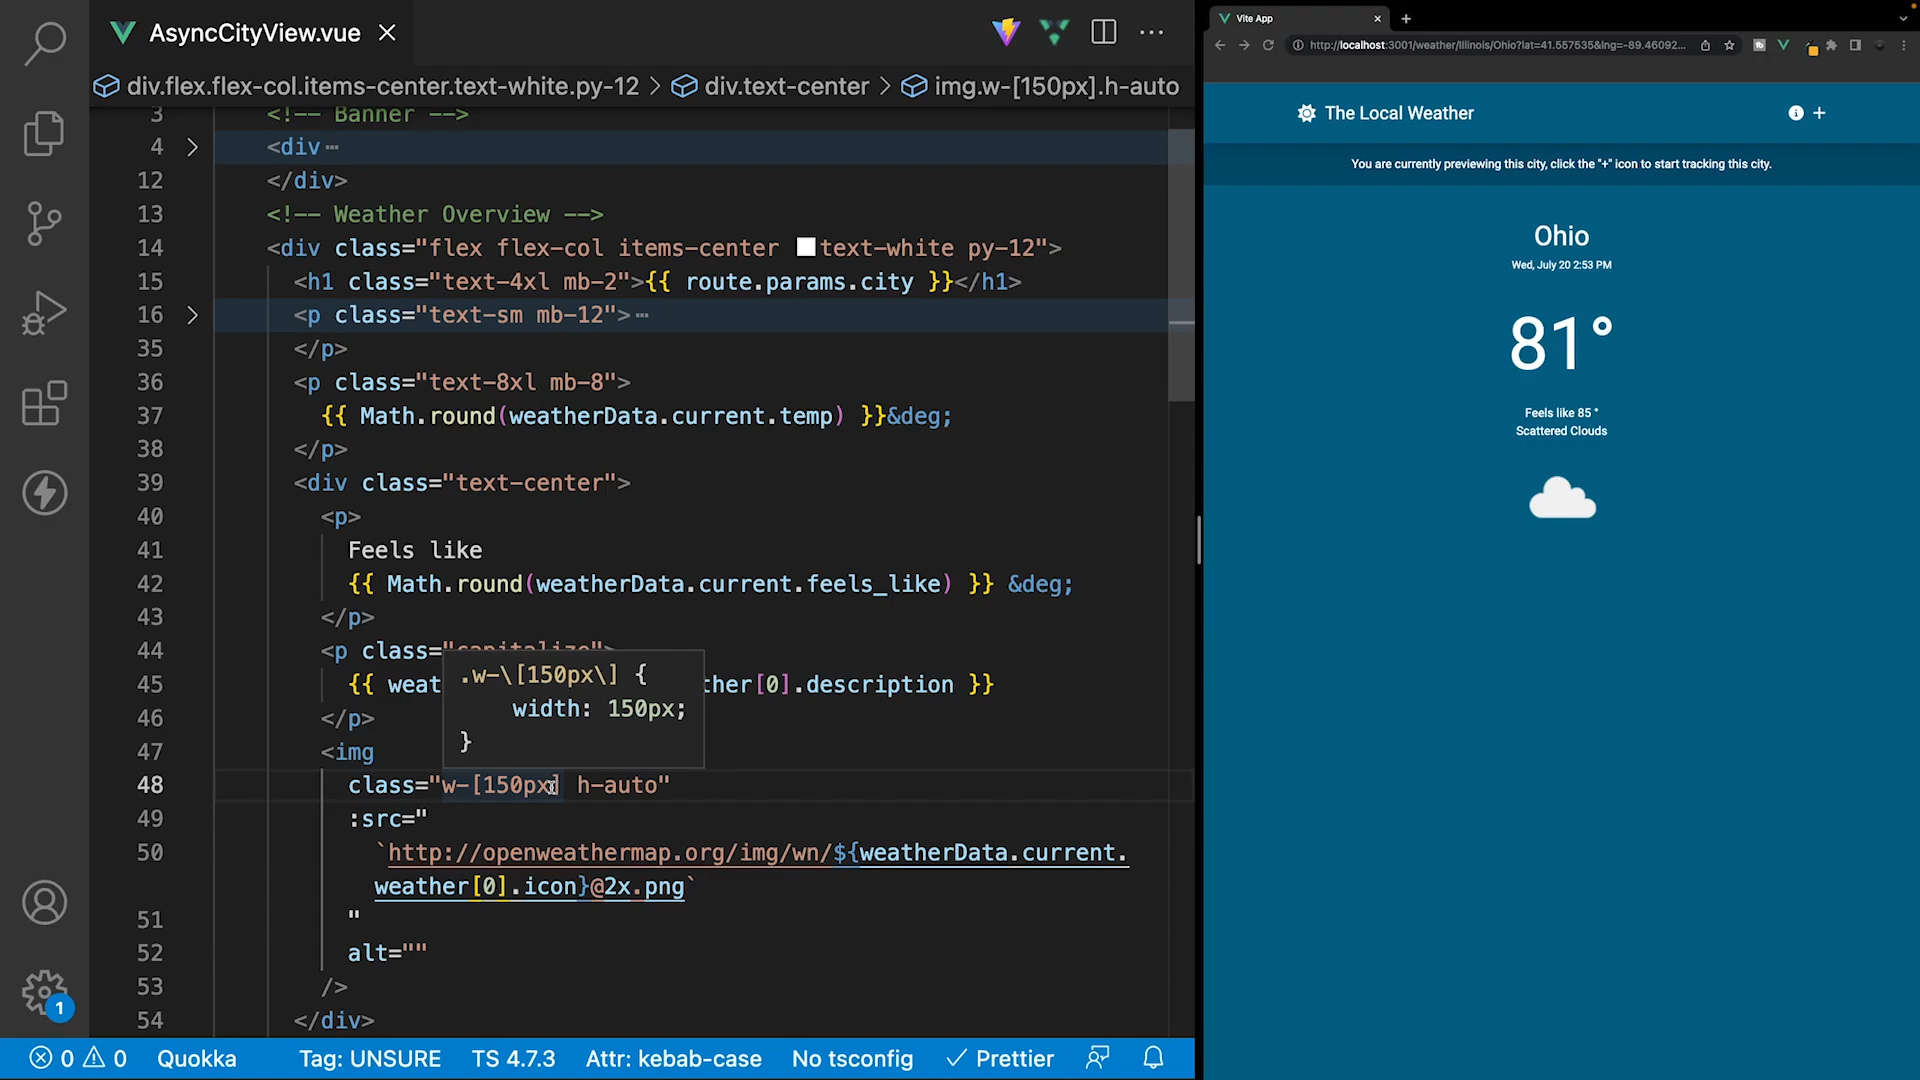 AsyncCityView.vue
div.flex.flex-col.items-center.text-white.py-12 > div.text-center > img.w-[150px].h-auto
3 <!-- Banner -->
4 <div…
12 </div>
13 <!-- Weather Overview -->
14 <div class="flex flex-col items-center text-white py-12">
15 <h1 class="text-4xl mb-2">{{ route.params.city }}</h1>
16 <p class="text-sm mb-12">…
35 </p>
36 <p class="text-8xl mb-8">
37 {{ Math.round(weatherData.current.temp) }}&deg;
38 </p>
39 <div class="text-center">
40 <p>
41 Feels like
42 {{ Math.round(weatherData.current.feels_like) }} &deg;
43 </p>
44 <p class="capitalize">
.w-\[150px\] {
45 {{ weat ther[0].description }}
width: 150px;
46 </p>
}
47 <img
48 class="w-[150px] h-auto"
49 :src="
50 `http://openweathermap.org/img/wn/${weatherData.current.
weather[0].icon}@2x.png`
51 "
52 alt=""
53 />
54 </div>
1
0 0 Quokka Tag: UNSURE TS 4.7.3 Attr: kebab-case No tsconfig Prettier
Vite App
http://localhost:3001/weather/Illinois/Ohio?lat=41.557535&lng=-89.46092...
The Local Weather
You are currently previewing this city, click the "+" icon to start tracking this city.
Ohio
Wed, July 20 2:53 PM
81°
Feels like 85 °
Scattered Clouds